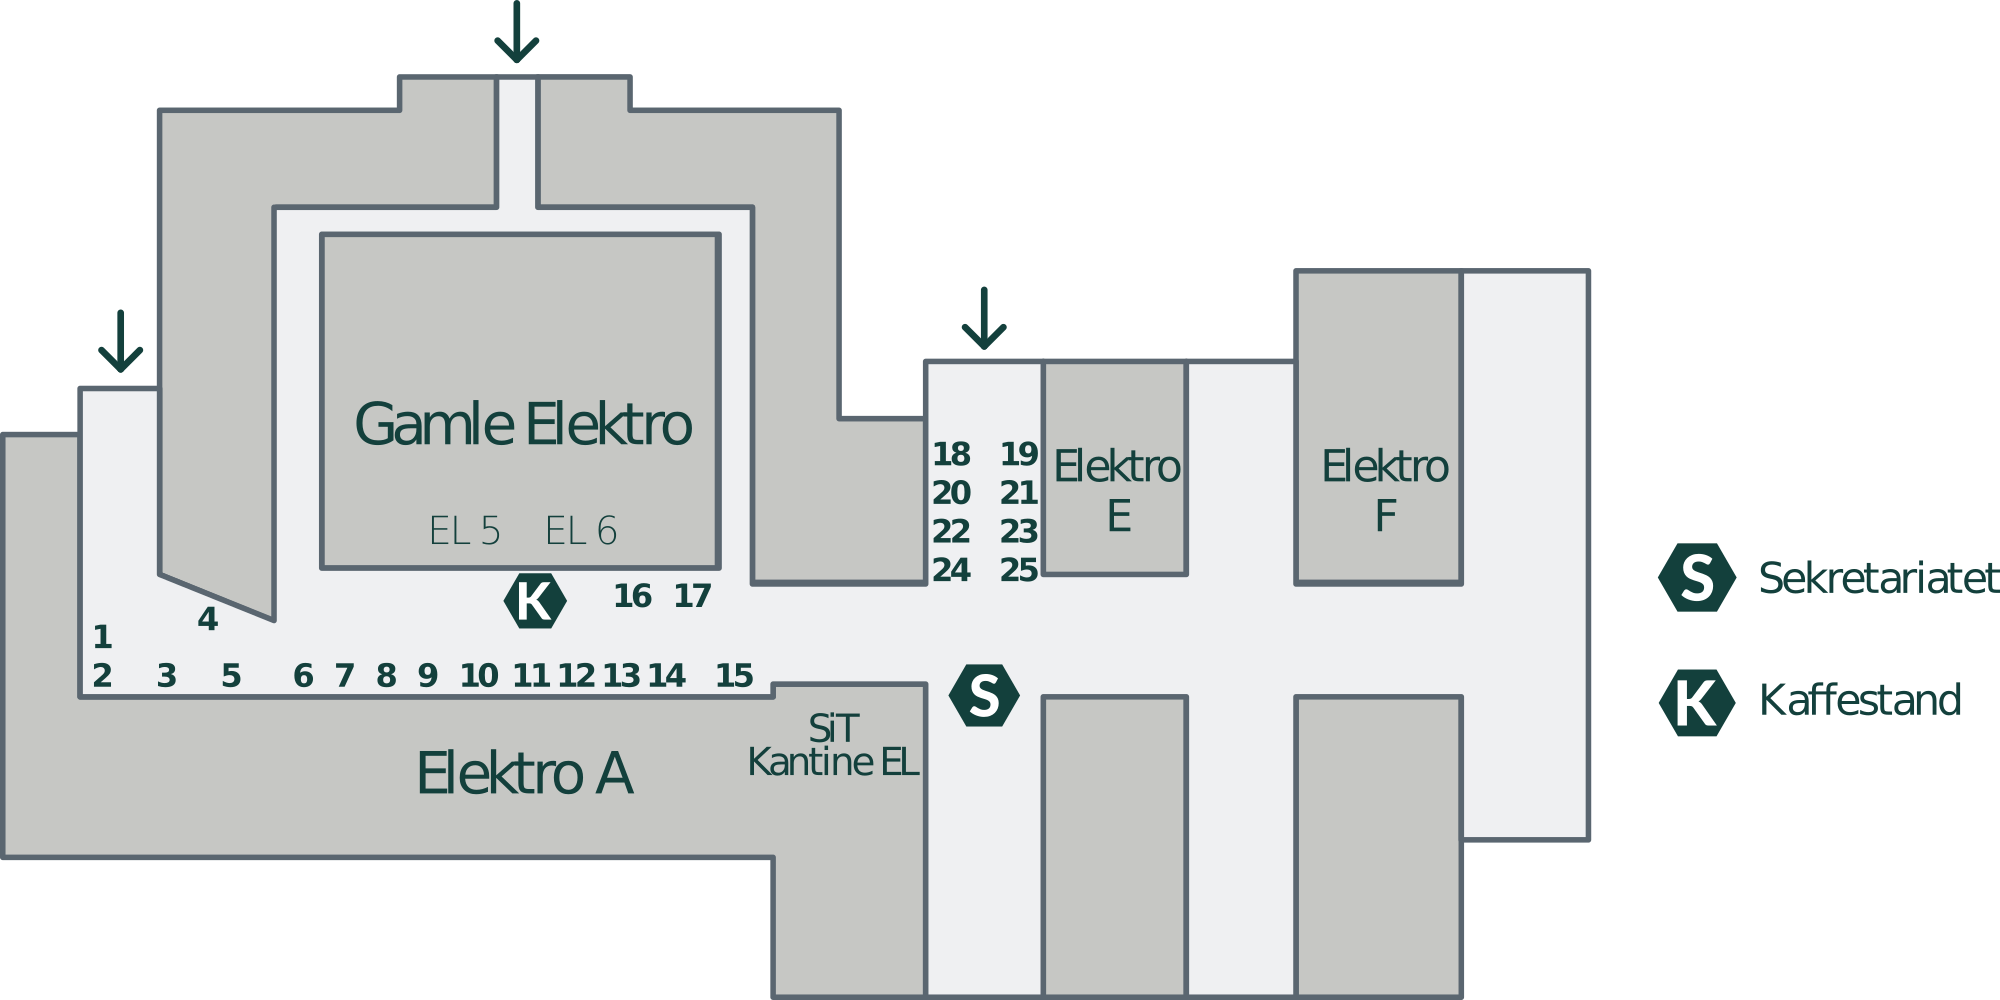 Gamle Elektro
EL 5 EL 6
18 19
20 21
22 23
24 25
Elektro
E
Elektro
F
K
16 17
4
1
2 3 5 6 7 8 9 10 11 12 13 14 15
S
SiT
Kantine EL
Elektro A
S Sekretariatet
K Kaffestand